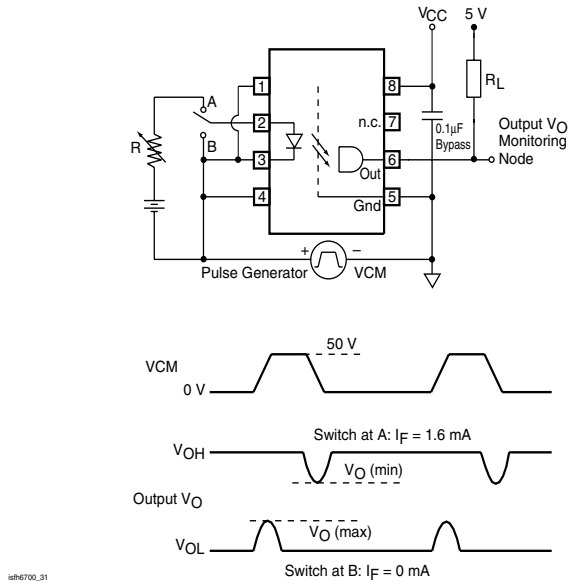 VCC 5 V
1 8
A RL
2 n.c. 7
0.1µF
Bypass
Output VO
Monitoring
Node
R B 3 6
Out
4 Gnd 5
+ –
Pulse Generator VCM
50 V
VCM
0 V
Switch at A: IF = 1.6 mA
VOH
VO (min)
Output VO
VO (max)
VOL
Switch at B: IF = 0 mA
isfh6700_31